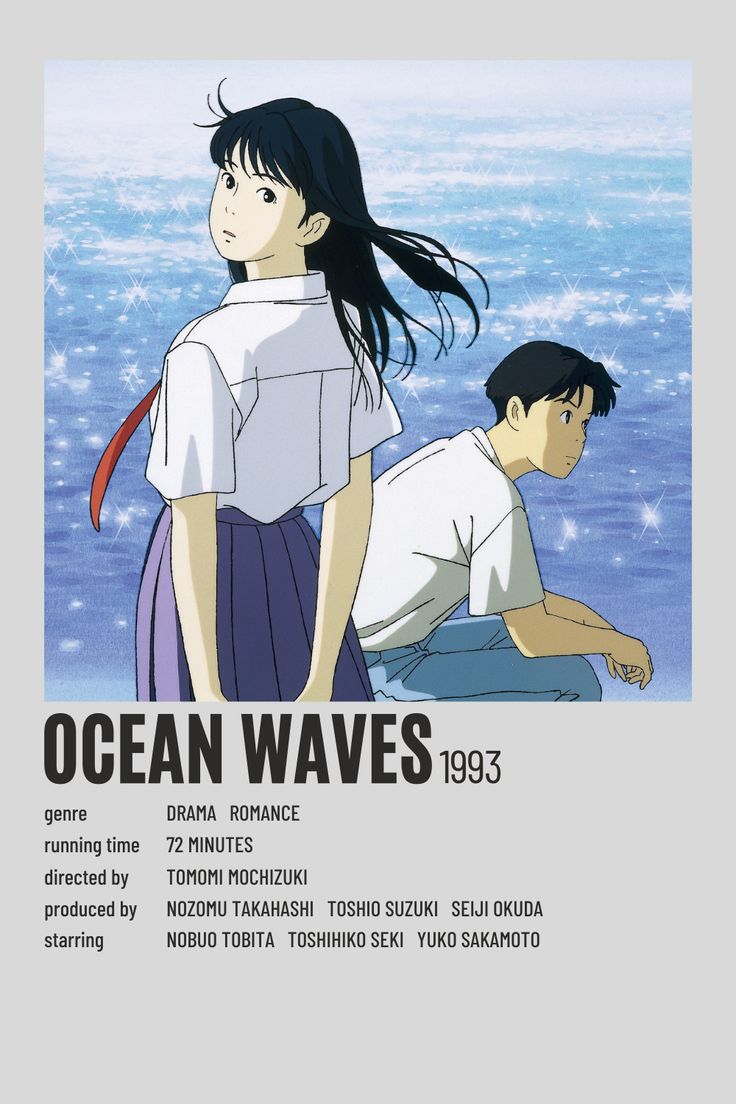 OCEAN WAVES 1993
genre DRAMA ROMANCE
running time 72 MINUTES
directed by TOMOMI MOCHIZUKI
produced by NOZOMU TAKAHASHI TOSHIO SUZUKI SEIJI OKUDA
starring NOBUO TOBITA TOSHIHIKO SEKI YUKO SAKAMOTO